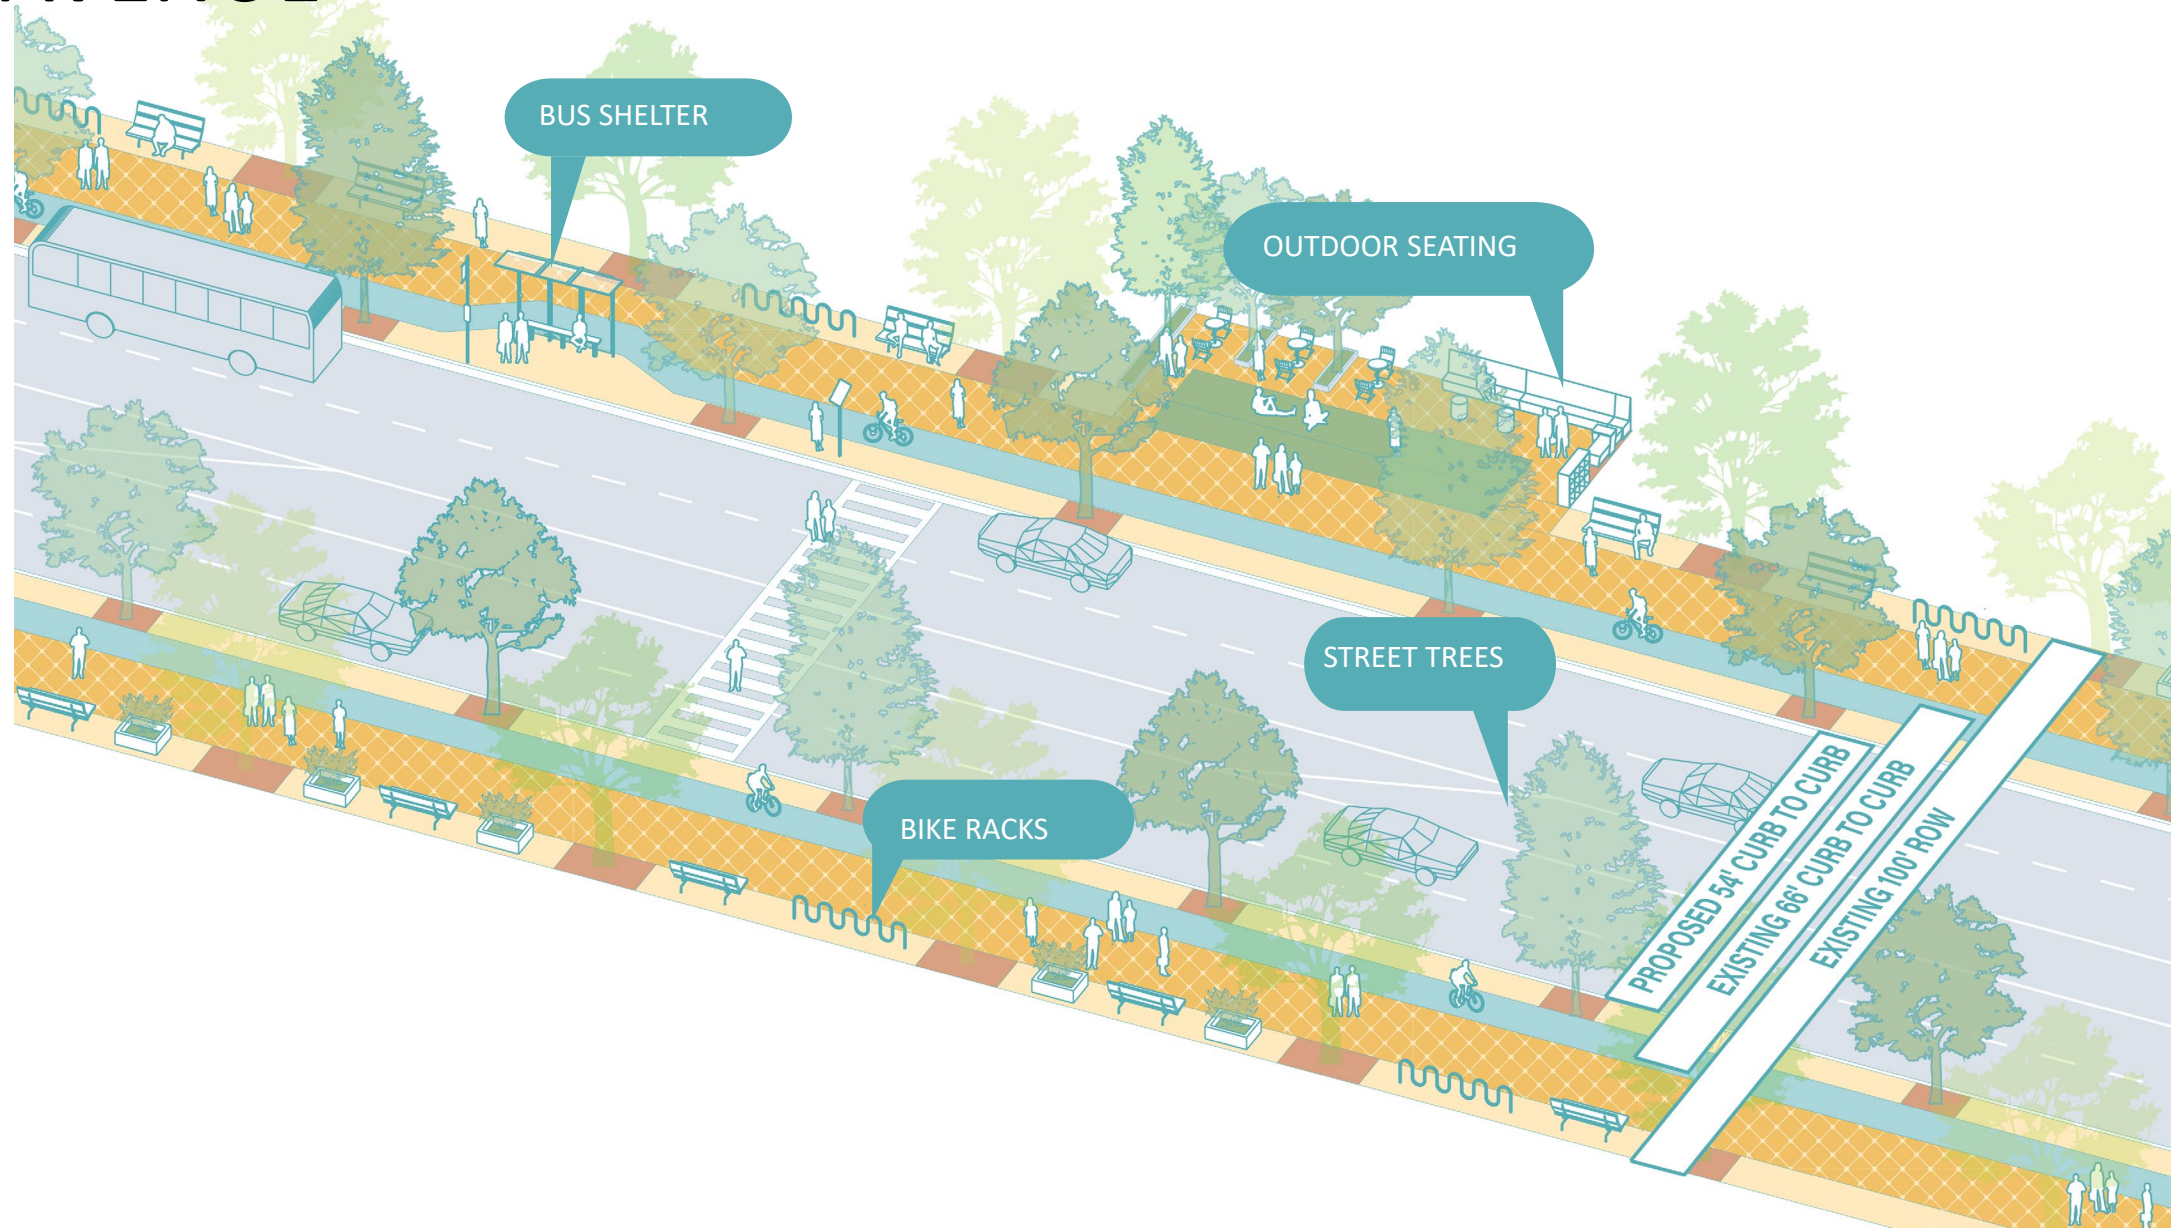 BUS SHELTER
OUTDOOR SEATING
STREET TREES
BIKE RACKS
PROPOSED 54' CURB TO CURB
EXISTING 66' CURB TO CURB
EXISTING 100' ROW